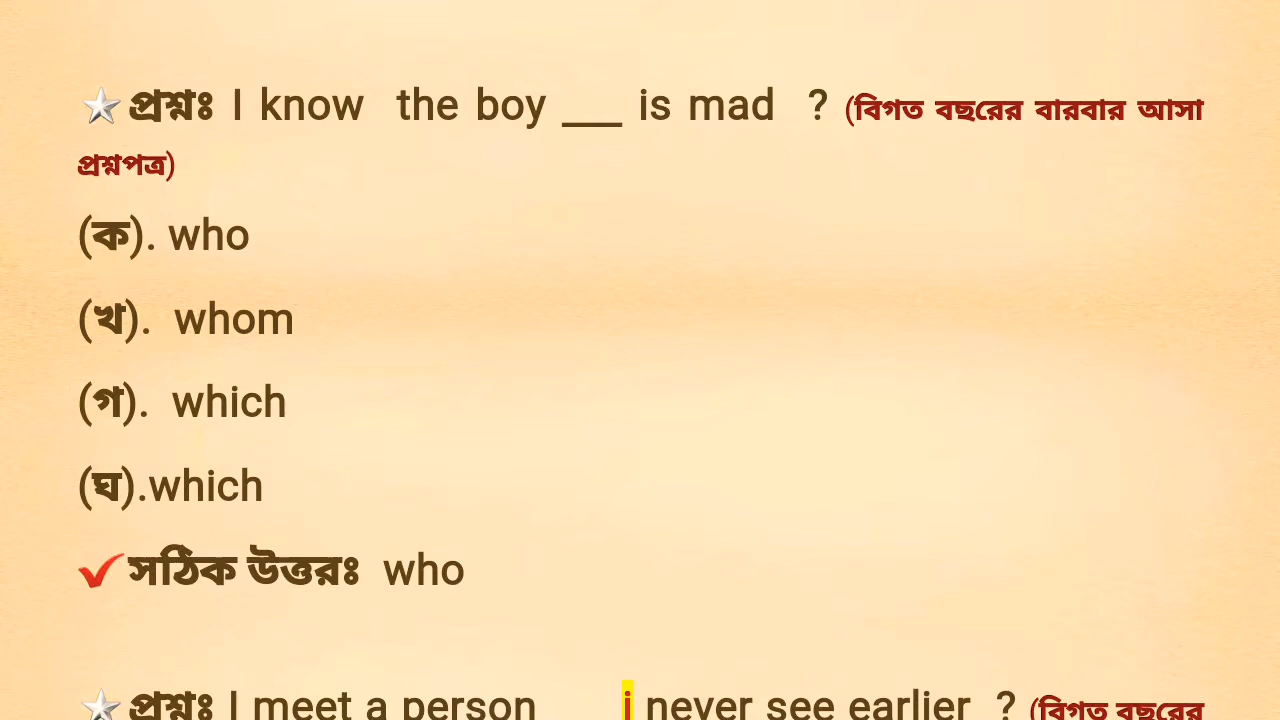 প্রশ্নঃ I know the boy ___ is mad ? (বিগত বছরের বারবার আসা
প্রশ্নপত্র)
(ক). who
(খ). whom
(গ). which
(ঘ).which
সঠিক উত্তরঃ who
প্রশ্নঃ I meet a person i never see earlier ? (বিগত বছরের